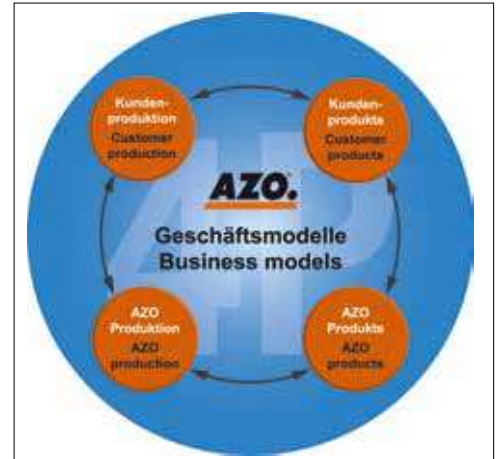 Kunden-
produktion
Customer
production
Kunden-
produkte
Customer
products
AZO.
4P
Geschäftsmodelle
Business models
AZO
Produktion
AZO
production
AZO
Produkte
AZO
products